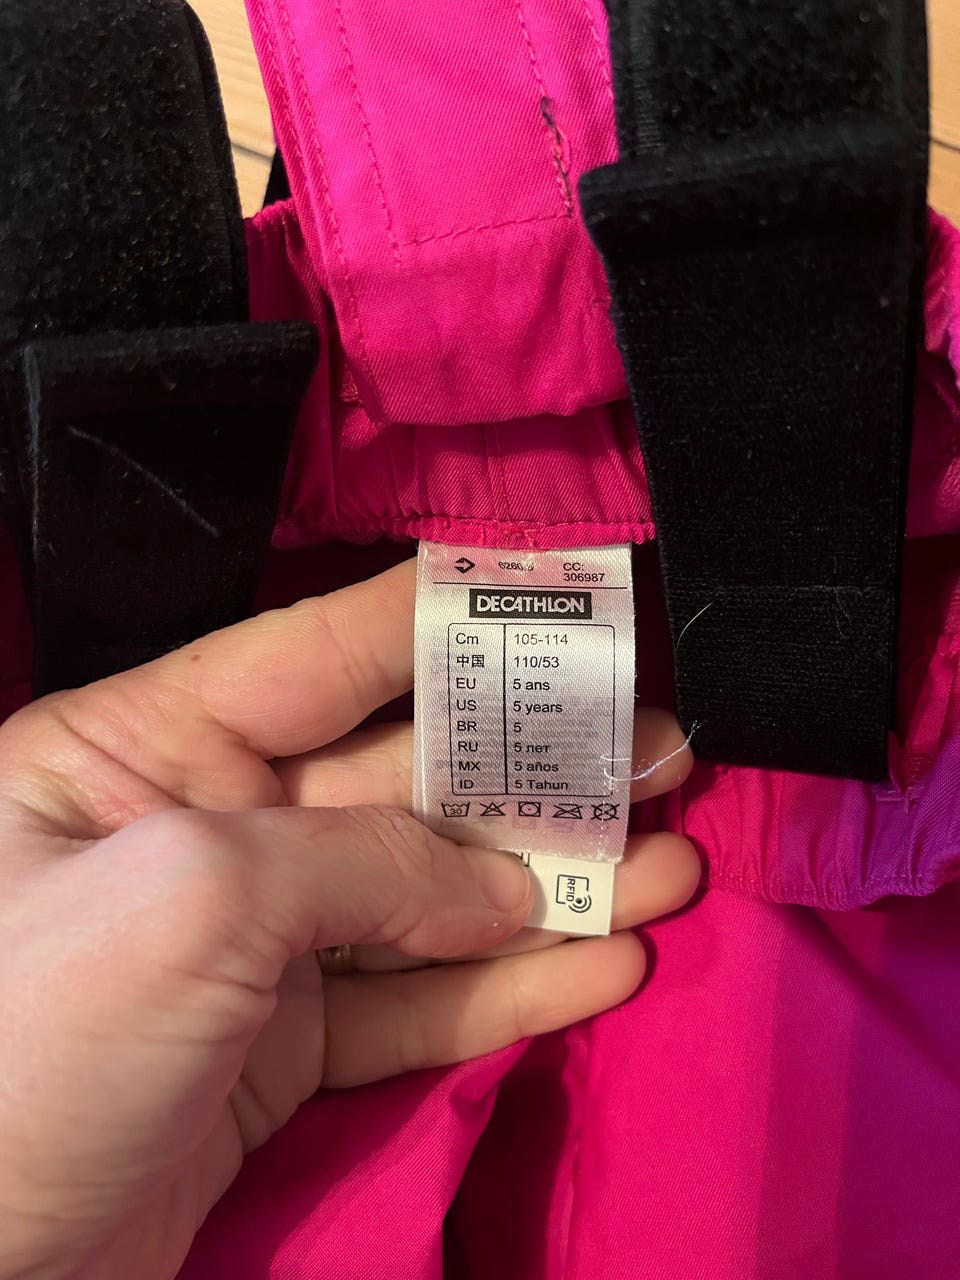 CC:
306987
DECATHLON
Cm 105-114
中国 110/53
EU 5 ans
US 5 years
BR 5
RU 5 лет
MX 5 años
ID 5 Tahun
30
RFID